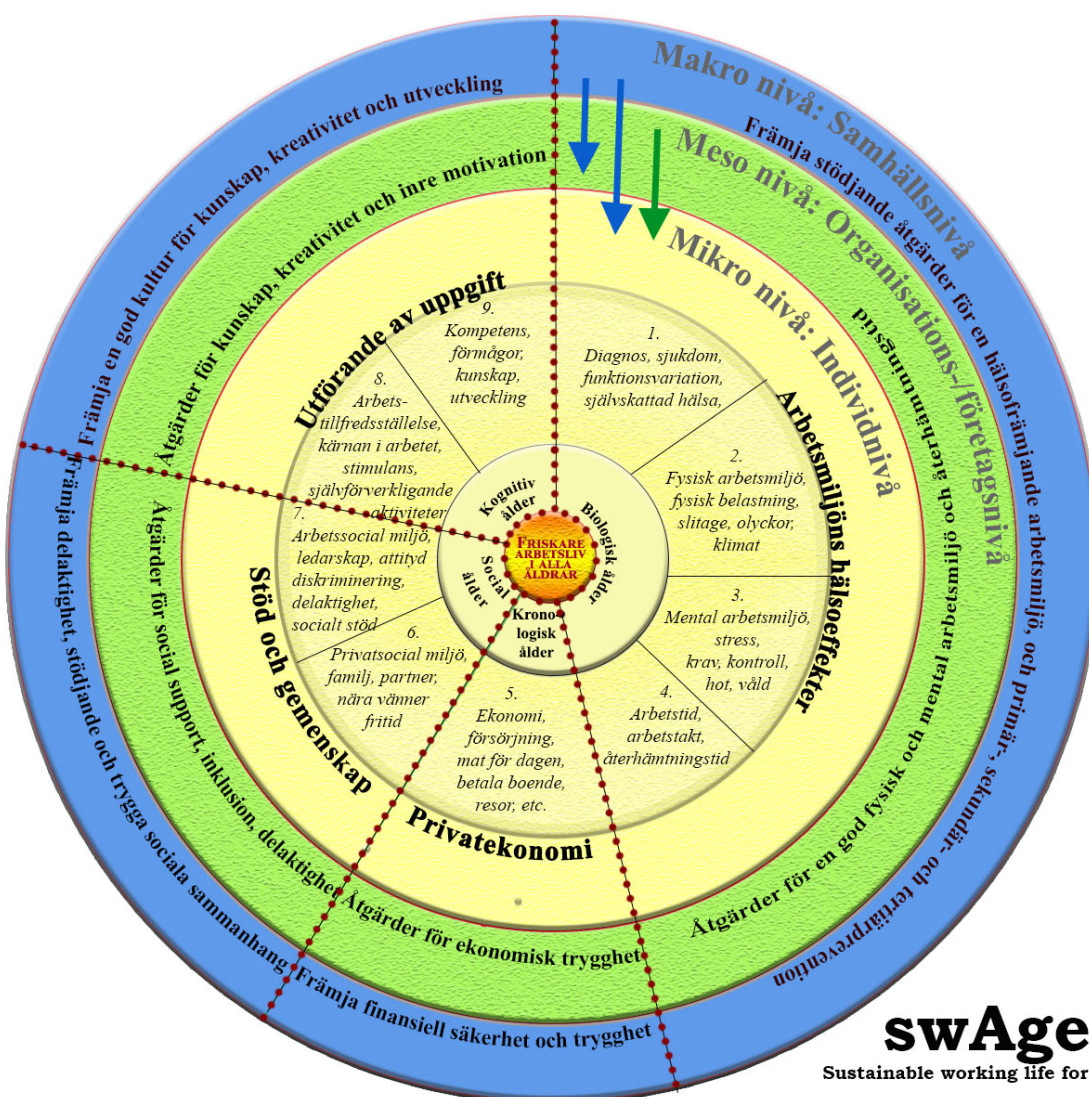 Makro nivå: Samhällsnivå
Främja stödjande åtgärder för en hälsofrämjande arbetsmiljö, och primär-, sekundär- och tertiärprevention
Meso nivå: Organisations-/företagsnivå
Åtgärder för en god fysisk och mental arbetsmiljö och återhämtningstid
Mikro nivå: Individnivå
Arbetsmiljöns hälsoeffekter
Främja en god kultur för kunskap, kreativitet och utveckling
Åtgärder för kunskap, kreativitet och inre motivation
Utförande av uppgift
Främja delaktighet, stödjande och trygga sociala sammanhang
Åtgärder för social support, inklusion, delaktighet
Stöd och gemenskap
Främja finansiell säkerhet och trygghet
Åtgärder för ekonomisk trygghet
Privatekonomi
1.
Diagnos, sjukdom,
funktionsvariation,
självskattad hälsa,
2.
Fysisk arbetsmiljö,
fysisk belastning,
slitage, olyckor,
klimat
3.
Mental arbetsmiljö,
stress,
krav, kontroll,
hot, våld
4.
Arbetstid,
arbetstakt,
återhämtningstid
5.
Ekonomi,
försörjning,
mat för dagen,
betala boende,
resor, etc.
6.
Privatsocial miljö,
familj, partner,
nära vänner
fritid
7.
Arbetssocial miljö,
ledarskap, attityd
diskriminering,
delaktighet,
socialt stöd
8.
Arbets-
tillfredsställelse,
kärnan i arbetet,
stimulans,
självförverkligande
aktiviteter
9.
Kompetens,
förmågor,
kunskap,
utveckling
Kognitiv
ålder
Biologisk ålder
Social
ålder
Krono-
logisk
ålder
FRISKARE
ARBETSLIV
I ALLA
ÅLDRAR
swAge
Sustainable working life for